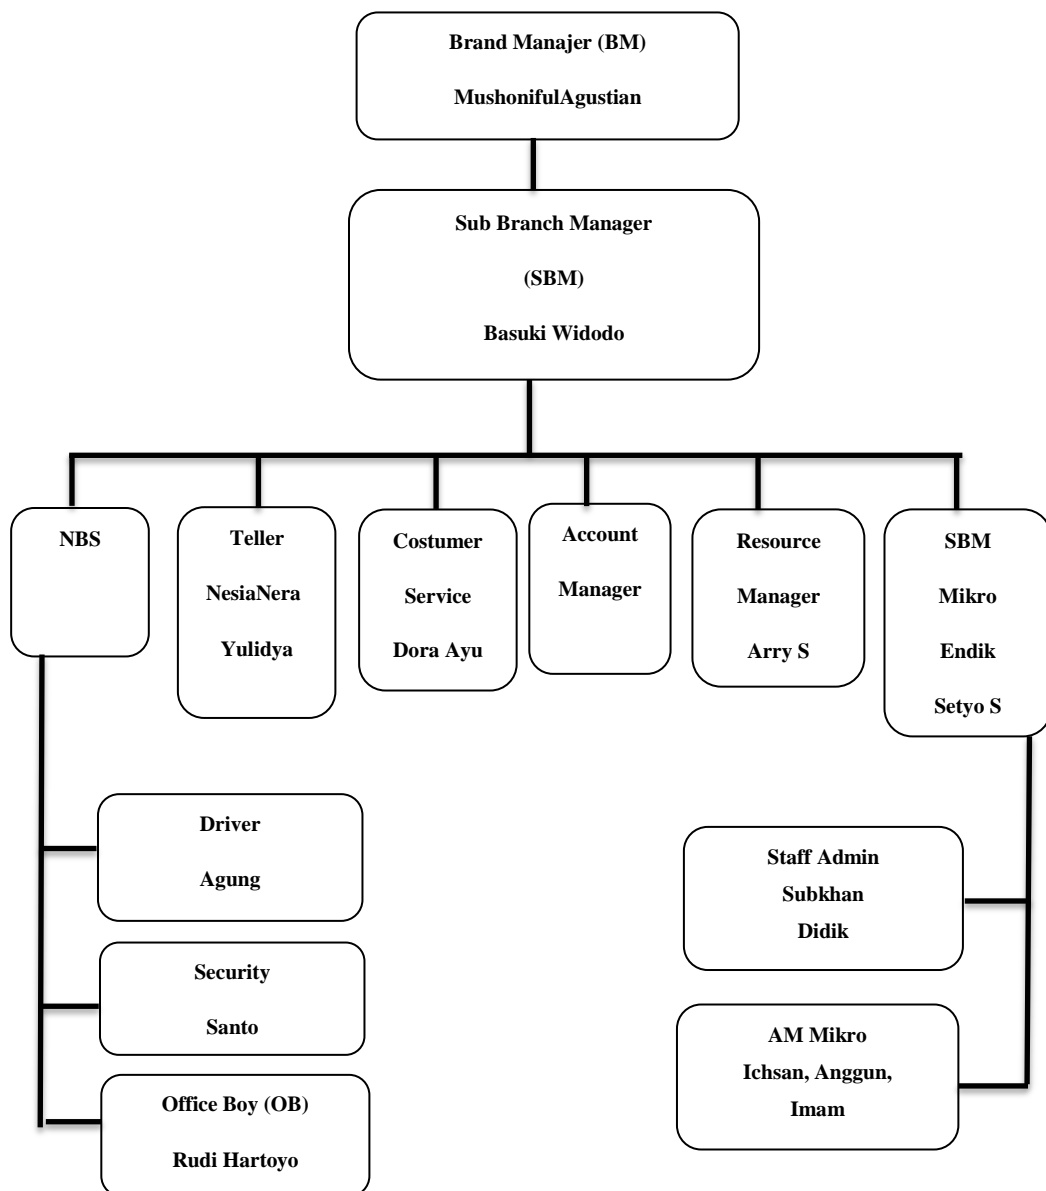 Brand Manajer (BM)
MushonifulAgustian
Sub Branch Manager
(SBM)
Basuki Widodo
NBS
Teller
NesiaNera
Yulidya
Costumer
Service
Dora Ayu
Account
Manager
Resource
Manager
Arry S
SBM
Mikro
Endik
Setyo S
Driver
Agung
Security
Santo
Office Boy (OB)
Rudi Hartoyo
Staff Admin
Subkhan
Didik
AM Mikro
Ichsan, Anggun,
Imam